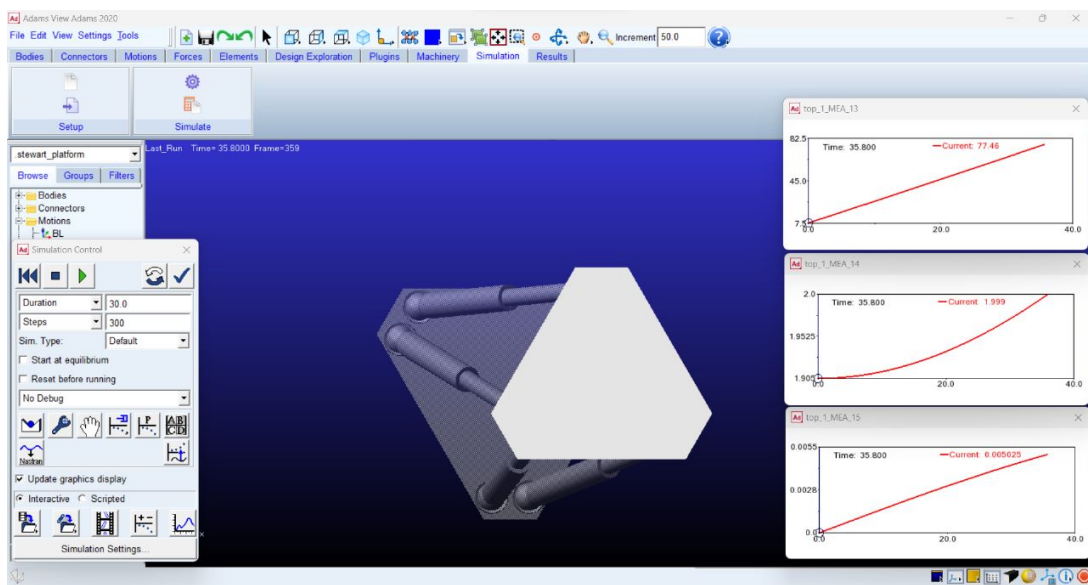 Ad Adams View Adams 2020
File Edit View Settings Tools
Increment 50.0
Bodies Connectors Motions Forces Elements Design Exploration Plugins Machinery Simulation Results
Setup Simulate
.stewart_platform
Browse Groups Filters
Bodies
Connectors
Motions
BL
Last_Run Time= 35.8000 Frame=359
Ad Simulation Control
Duration 30.0
Steps 300
Sim. Type: Default
Start at equilibrium
Reset before running
No Debug
P
A B
C D
Nastran
Update graphics display
Interactive Scripted
Simulation Settings...
Ad top_1_MEA_13
82.5
Time: 35.800 Current: 77.46
45.0
7.5
0.0 20.0 40.0
Ad top_1_MEA_14
2.0
Time: 35.800 Current: 1.999
1.9525
1.905
0.0 20.0 40.0
Ad top_1_MEA_15
0.0055
Time: 35.800 Current: 0.005025
0.0028
0.0
0.0 20.0 40.0
x